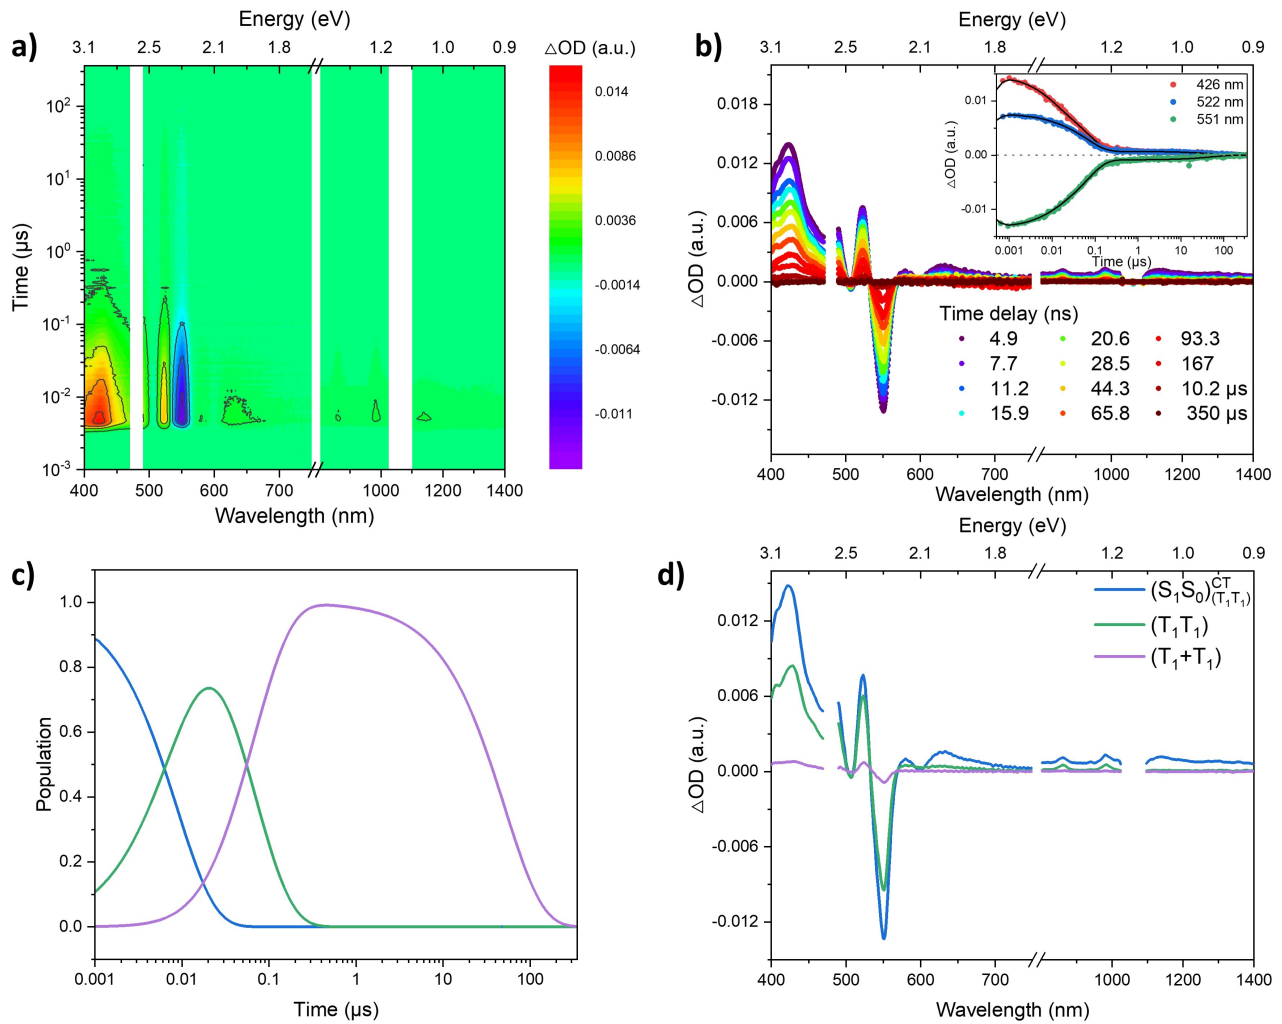 a)
Energy (eV)
3.1 2.5 2.1 1.8 1.2 1.0 0.9
△OD (a.u.)
0.014
0.0086
0.0036
-0.0014
-0.0064
-0.011
10² 10¹ 10⁰ 10⁻¹ 10⁻² 10⁻³
Time (µs)
400 500 600 700 1000 1200 1400
Wavelength (nm)
b)
Energy (eV)
3.1 2.5 2.1 1.8 1.2 1.0 0.9
0.018
0.012
0.006
0.000
-0.006
-0.012
△OD (a.u.)
426 nm
522 nm
551 nm
0.01
0.00
-0.01
△OD (a.u.)
0.001 0.01 0.1 1 10 100
Time (µs)
Time delay (ns)
4.9 20.6 93.3
7.7 28.5 167
11.2 44.3 10.2 µs
15.9 65.8 350 µs
400 500 600 700 1000 1200 1400
Wavelength (nm)
c)
1.0
0.8
0.6
0.4
0.2
0.0
Population
0.001 0.01 0.1 1 10 100
Time (µs)
d)
Energy (eV)
3.1 2.5 2.1 1.8 1.2 1.0 0.9
(S₁S₀)^CT_(T₁T₁)
(T₁T₁)
(T₁+T₁)
0.012
0.006
0.000
-0.006
-0.012
△OD (a.u.)
400 500 600 700 1000 1200 1400
Wavelength (nm)